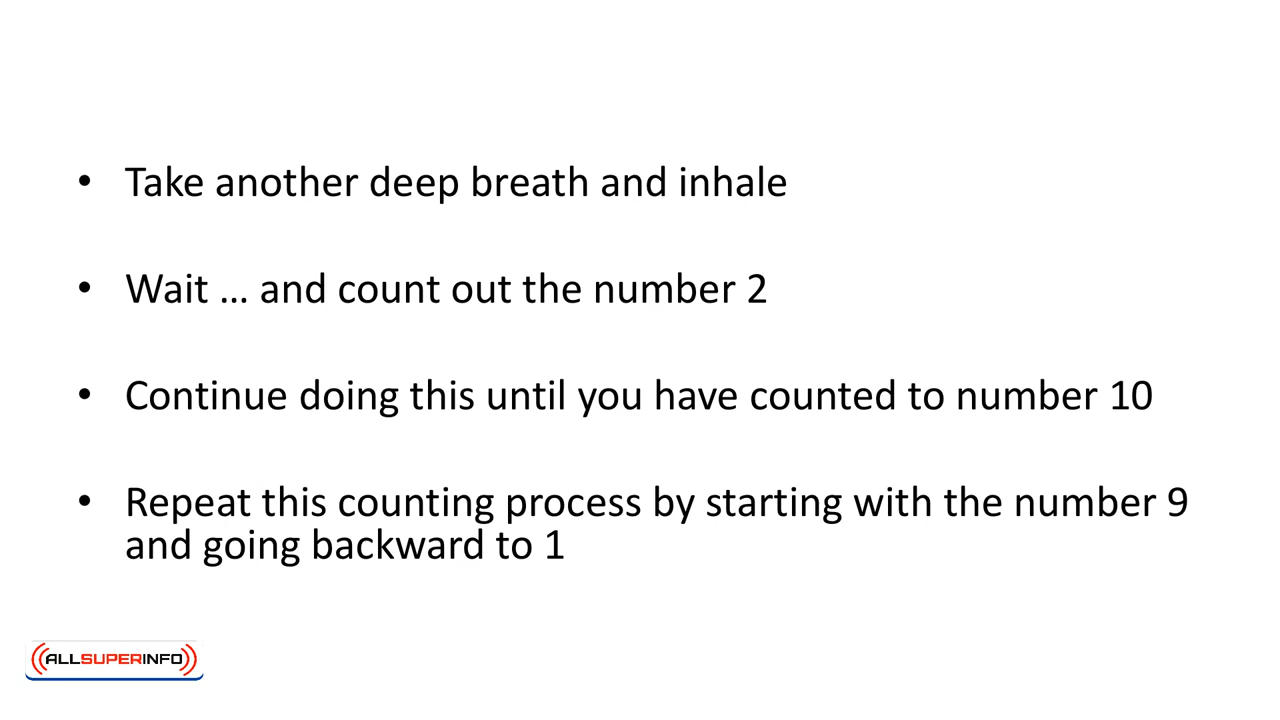 • Take another deep breath and inhale
• Wait … and count out the number 2
• Continue doing this until you have counted to number 10
• Repeat this counting process by starting with the number 9
and going backward to 1
ALLSUPERINFO